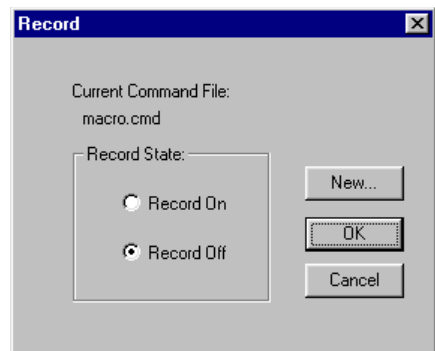 Record
Current Command File:
macro.cmd
Record State:
Record On
Record Off
New...
OK
Cancel